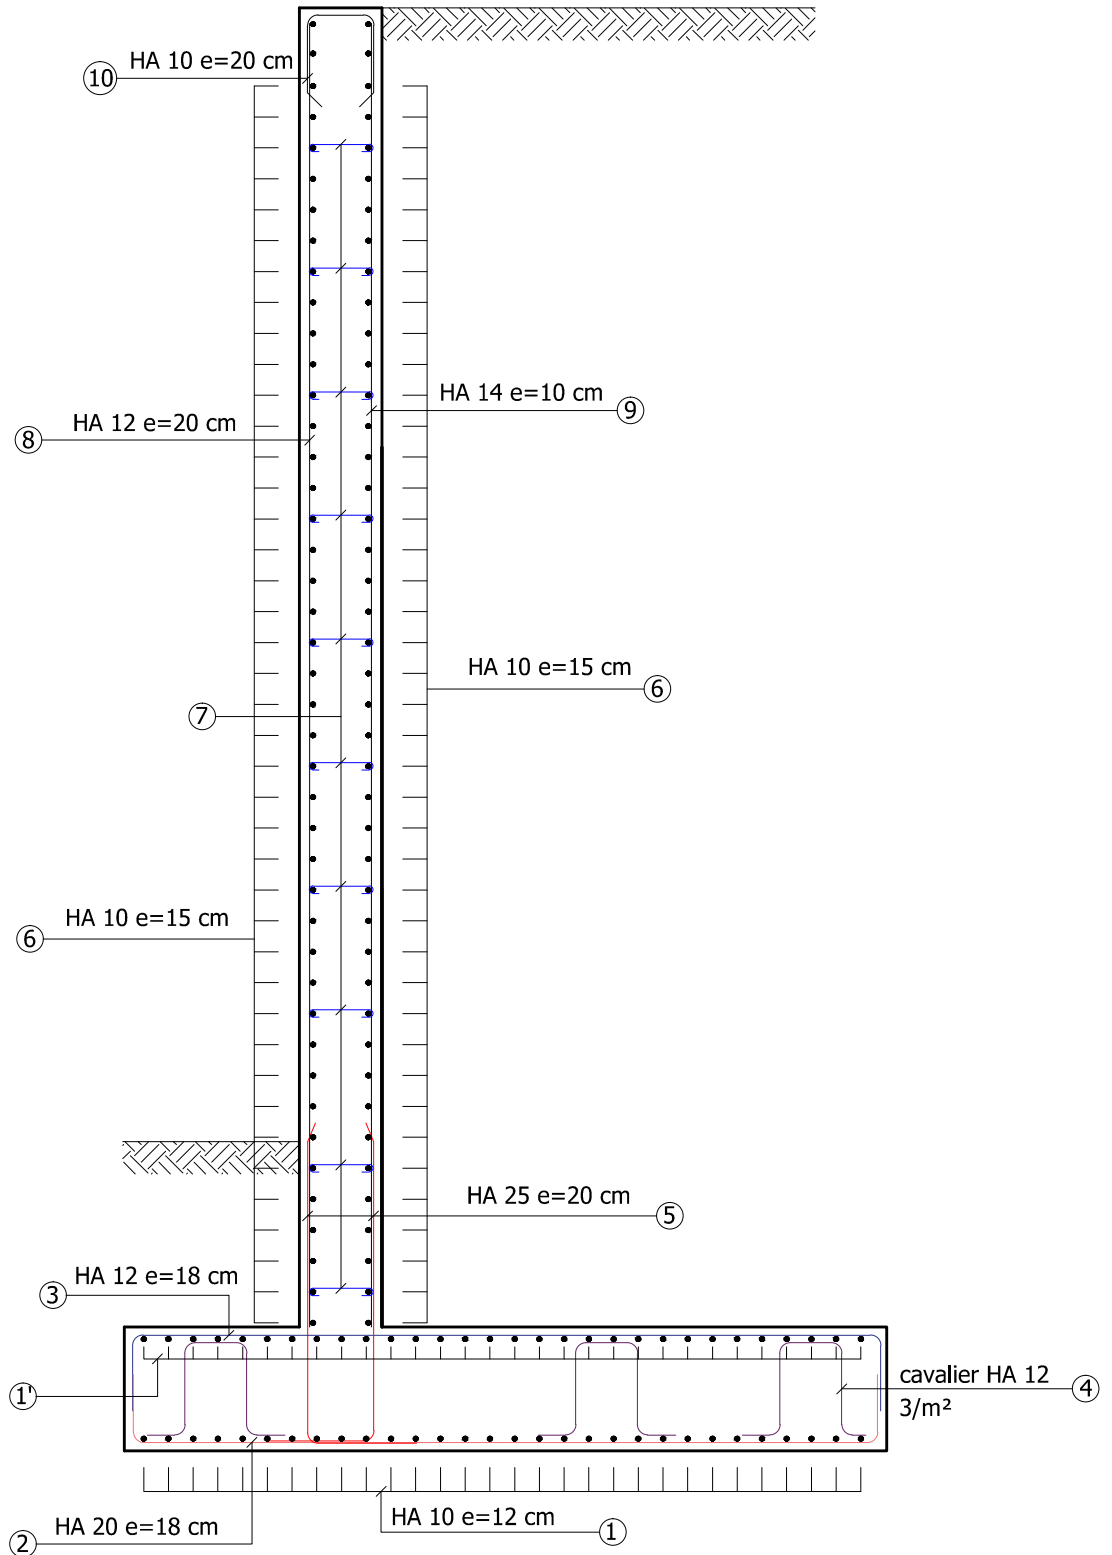 HA 10 e=20 cm
10
HA 14 e=10 cm
9
HA 12 e=20 cm
8
HA 10 e=15 cm
6
7
HA 10 e=15 cm
6
HA 25 e=20 cm
5
HA 12 e=18 cm
3
cavalier HA 12
3/m²
4
1'
HA 10 e=12 cm
1
HA 20 e=18 cm
2